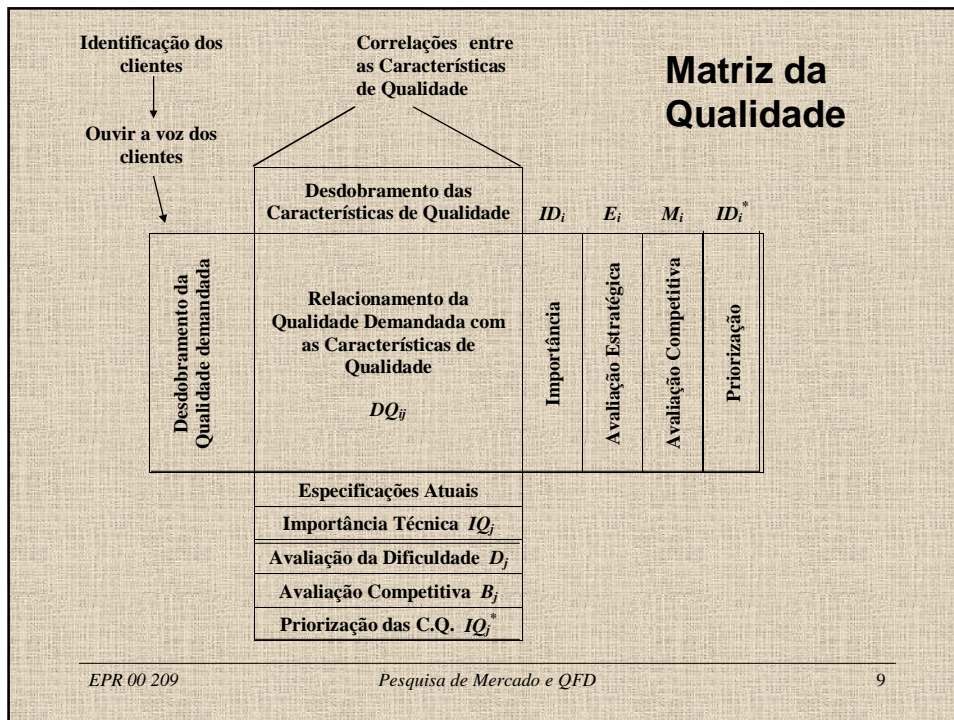 Identificação dos
clientes
Ouvir a voz dos
clientes
Correlações entre
as Características
de Qualidade
Matriz da
Qualidade
Desdobramento das
Características de Qualidade
IDi
Ei
Mi
IDi*
Desdobramento da
Qualidade demandada
Relacionamento da
Qualidade Demandada com
as Características de
Qualidade
DQij
Importância
Avaliação Estratégica
Avaliação Competitiva
Priorização
Especificações Atuais
Importância Técnica IQj
Avaliação da Dificuldade Dj
Avaliação Competitiva Bj
Priorização das C.Q. IQj*
EPR 00 209
Pesquisa de Mercado e QFD
9